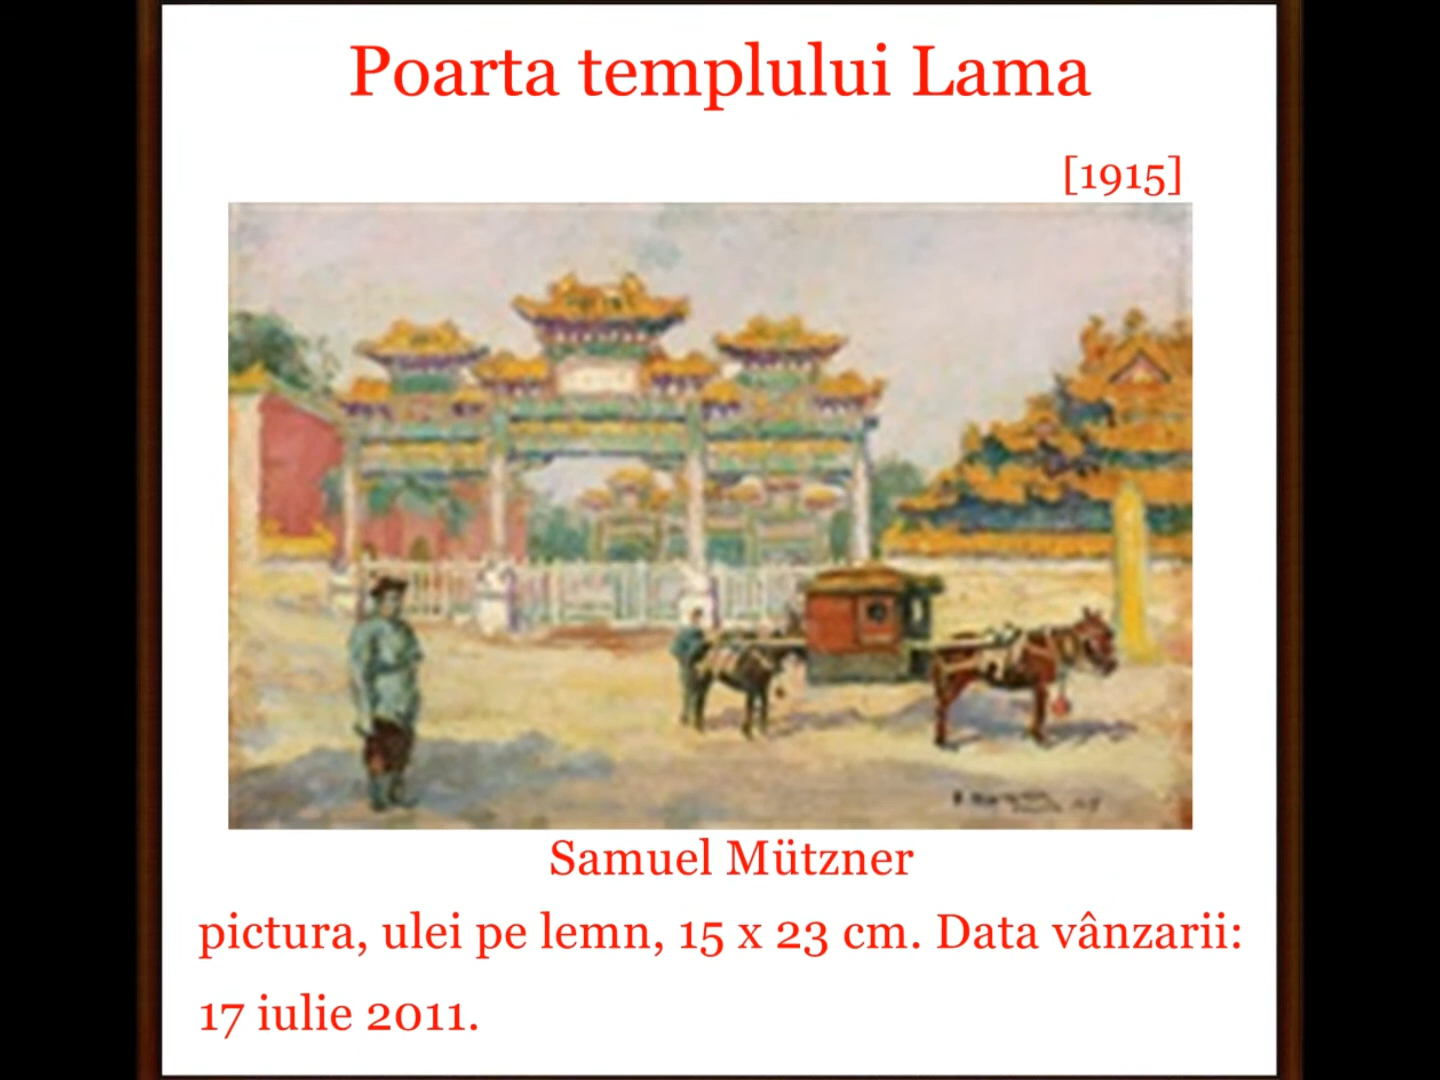 Poarta templului Lama
[1915]
Samuel Mützner
pictura, ulei pe lemn, 15 x 23 cm. Data vânzarii:
17 iulie 2011.